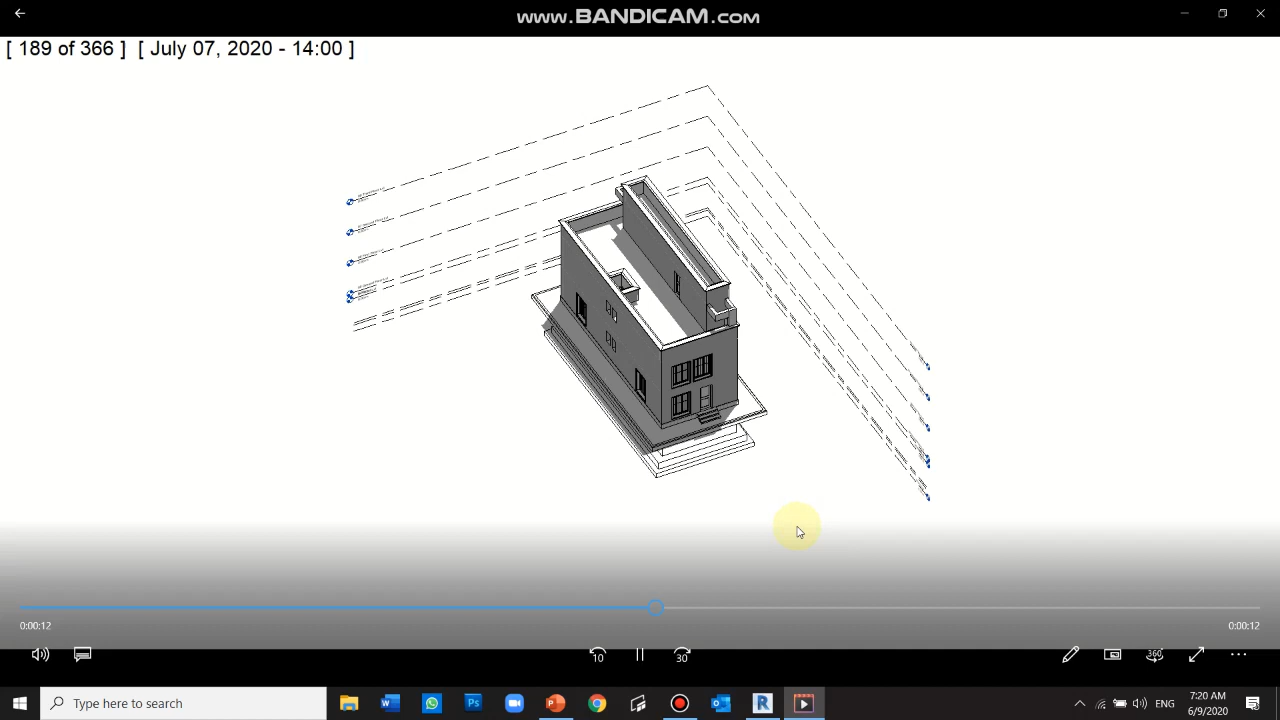 www.BANDICAM.com
[ 189 of 366 ]  [ July 07, 2020 - 14:00 ]
0:00:12
0:00:12
10
30
360
Type here to search
ENG
7:20 AM
6/9/2020